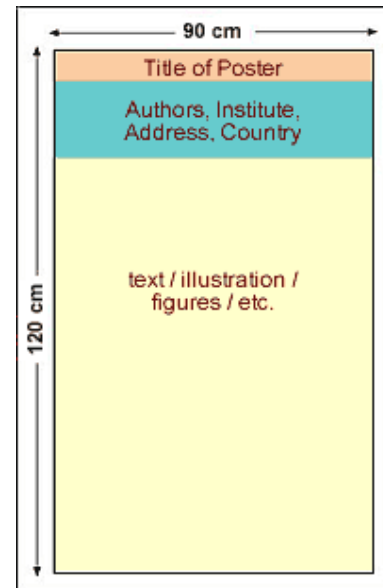 90 cm
Title of Poster
Authors, Institute,
Address, Country
text / illustration /
figures / etc.
120 cm